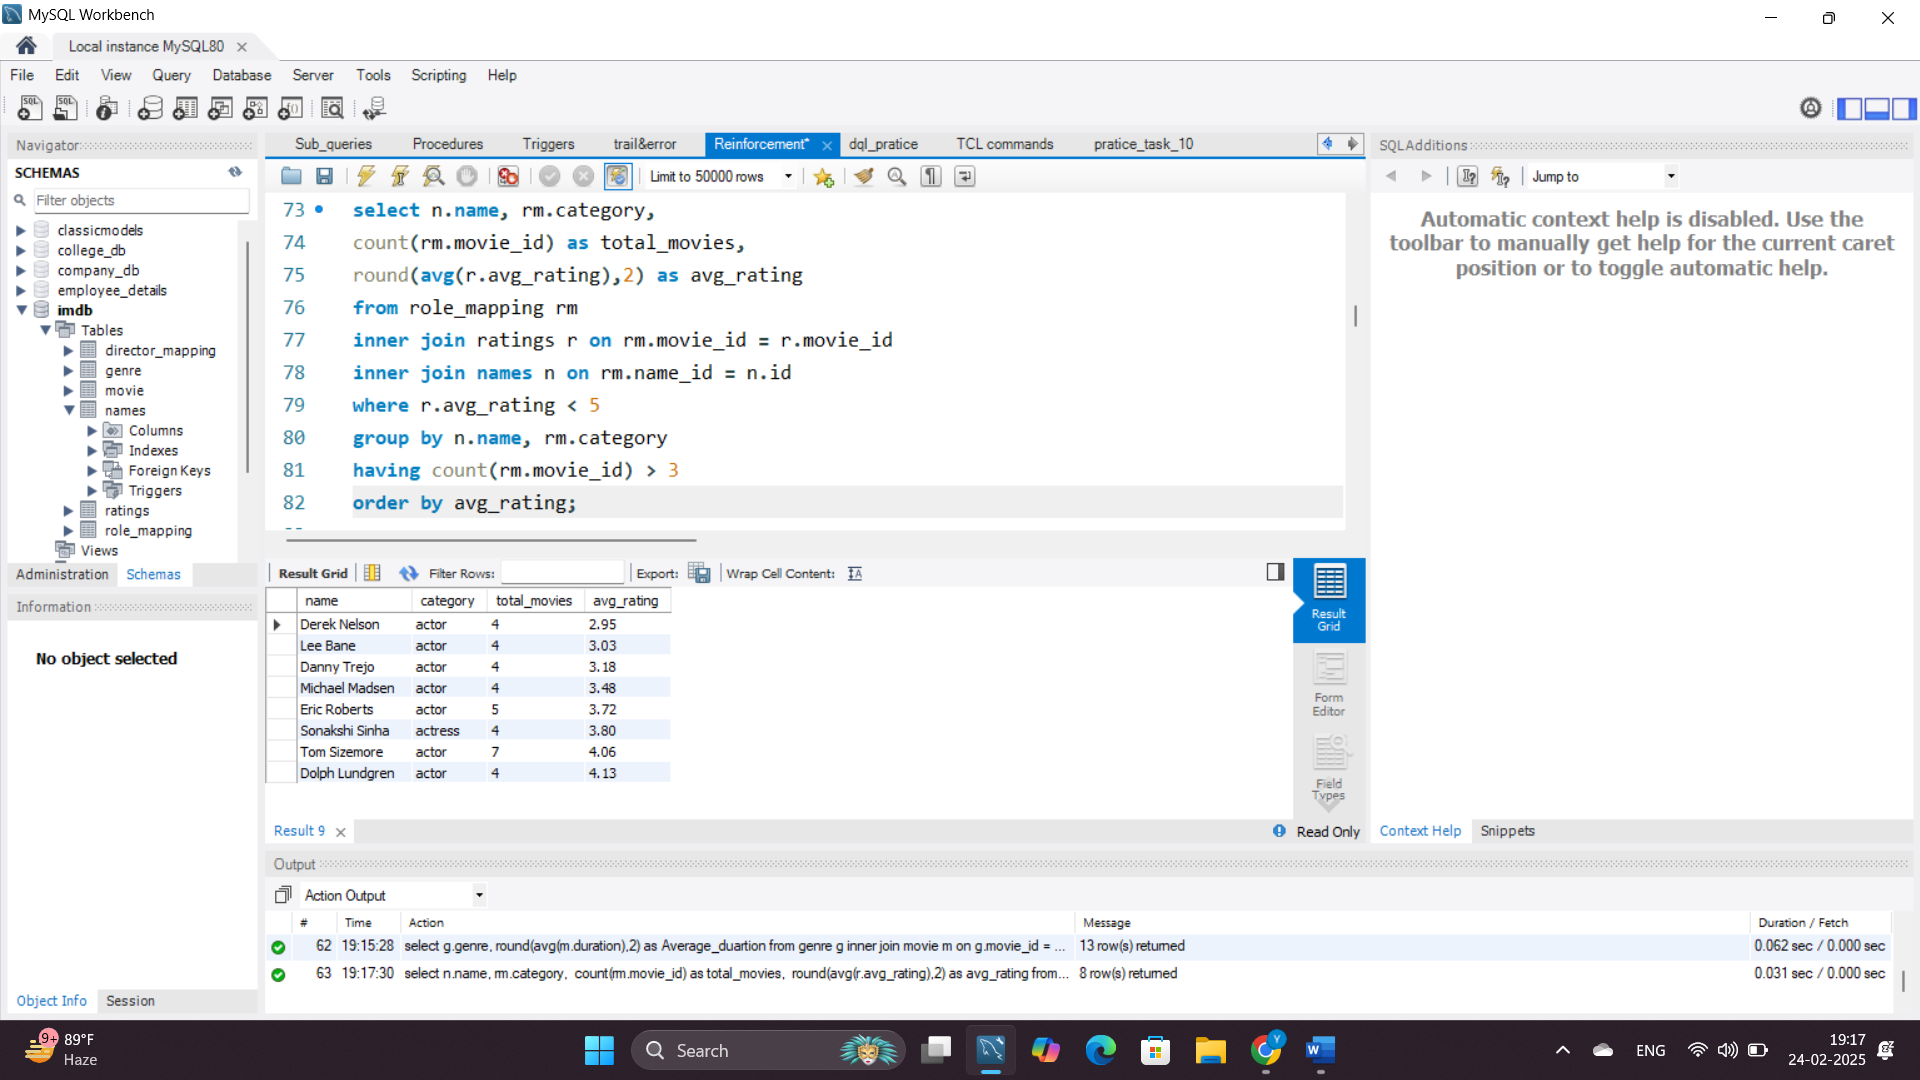 MySQL Workbench
Local instance MySQL80
File Edit View Query Database Server Tools Scripting Help
Navigator
SCHEMAS
Filter objects
classicmodels
college_db
company_db
employee_details
imdb
Tables
director_mapping
genre
movie
names
Columns
Indexes
Foreign Keys
Triggers
ratings
role_mapping
Views
Administration Schemas
Information
No object selected
Object Info Session
Sub_queries Procedures Triggers trail&error Reinforcement* dql_pratice TCL commands pratice_task_10
Limit to 50000 rows
73 select n.name, rm.category,
74 count(rm.movie_id) as total_movies,
75 round(avg(r.avg_rating),2) as avg_rating
76 from role_mapping rm
77 inner join ratings r on rm.movie_id = r.movie_id
78 inner join names n on rm.name_id = n.id
79 where r.avg_rating < 5
80 group by n.name, rm.category
81 having count(rm.movie_id) > 3
82 order by avg_rating;
Result Grid Filter Rows: Export: Wrap Cell Content:
name category total_movies avg_rating
Derek Nelson actor 4 2.95
Lee Bane actor 4 3.03
Danny Trejo actor 4 3.18
Michael Madsen actor 4 3.48
Eric Roberts actor 5 3.72
Sonakshi Sinha actress 4 3.80
Tom Sizemore actor 7 4.06
Dolph Lundgren actor 4 4.13
Result Grid
Form Editor
Field Types
Result 9
Read Only
SQLAdditions
Jump to
Automatic context help is disabled. Use the
toolbar to manually get help for the current caret
position or to toggle automatic help.
Context Help Snippets
Output
Action Output
# Time Action Message Duration / Fetch
62 19:15:28 select g.genre, round(avg(m.duration),2) as Average_duartion from genre g inner join movie m on g.movie_id = ... 13 row(s) returned 0.062 sec / 0.000 sec
63 19:17:30 select n.name, rm.category, count(rm.movie_id) as total_movies, round(avg(r.avg_rating),2) as avg_rating from... 8 row(s) returned 0.031 sec / 0.000 sec
9+ 89°F
Haze
Search
ENG
19:17
24-02-2025